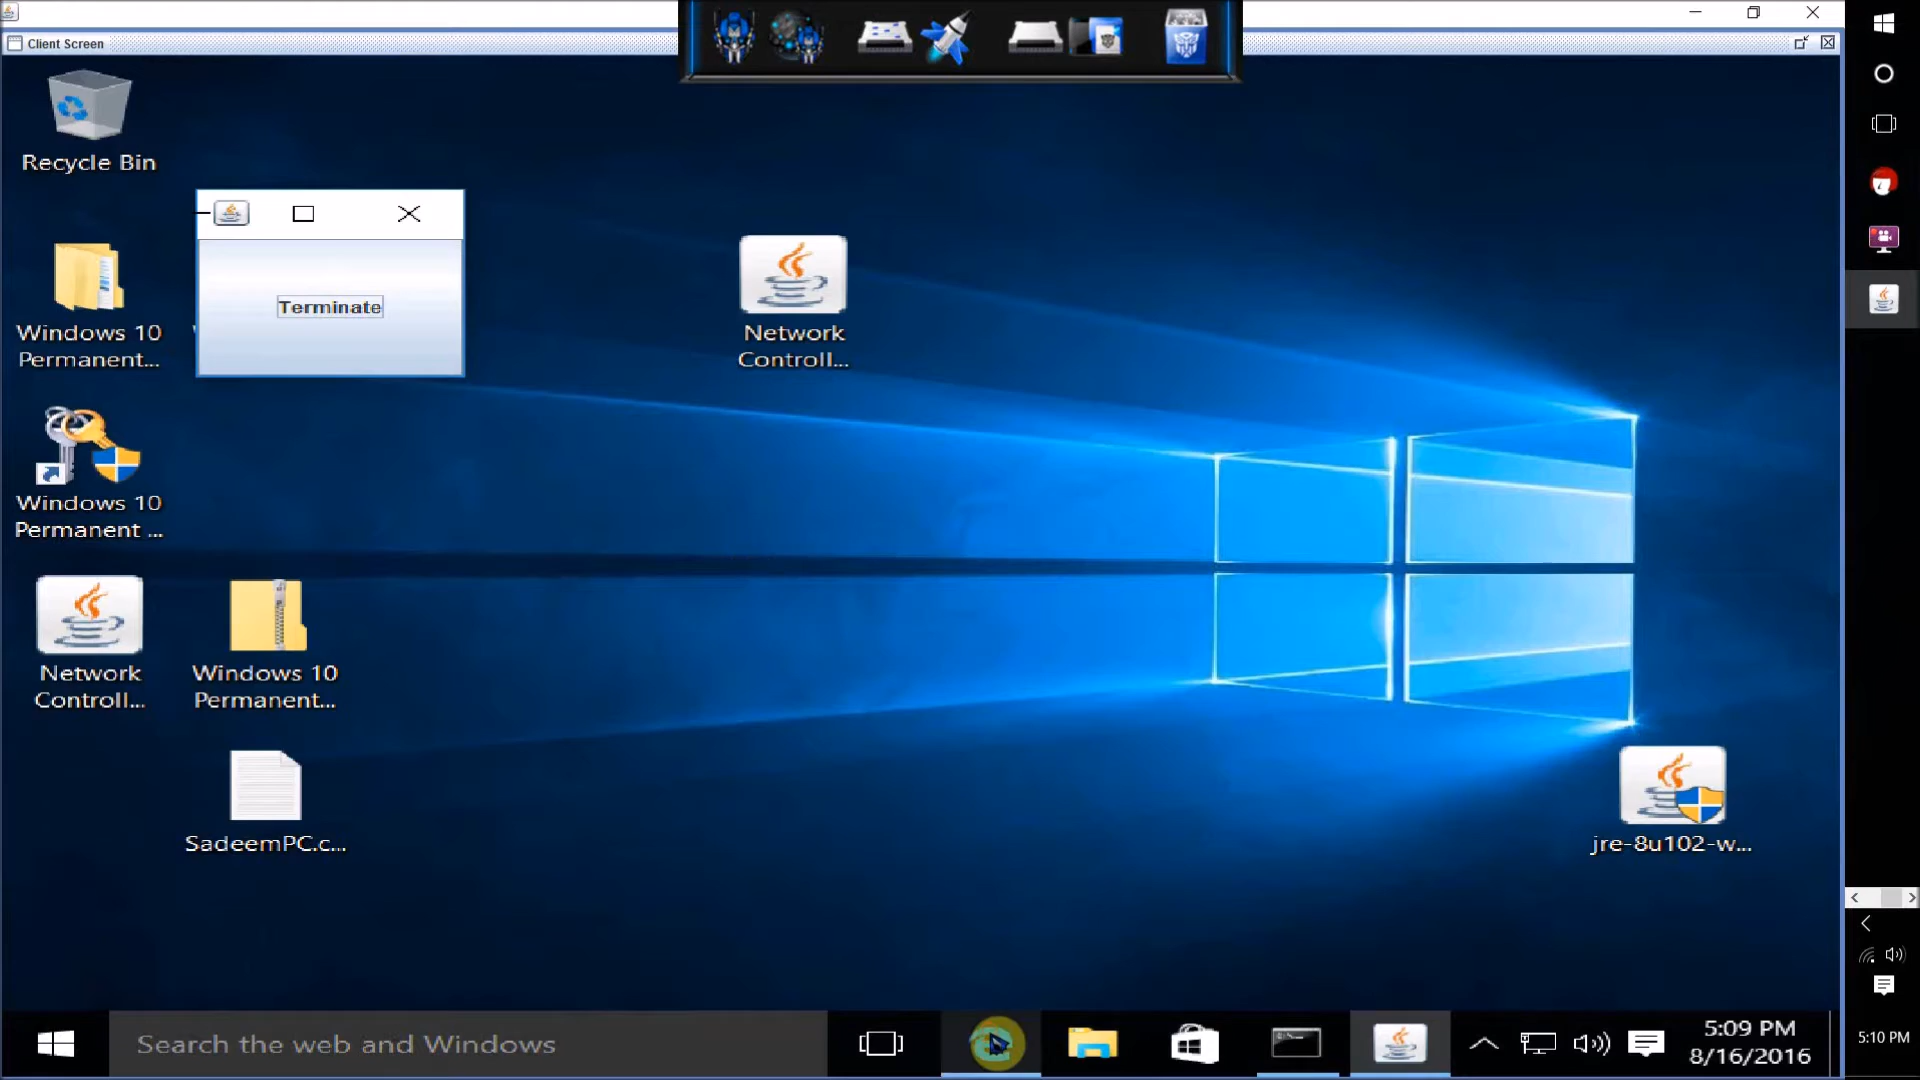 Client Screen
Recycle Bin
Windows 10
Permanent...
Terminate
Network
Controll...
Windows 10
Permanent ...
Network
Controll...
Windows 10
Permanent...
SadeemPC.c...
jre-8u102-w...
Search the web and Windows
5:09 PM
8/16/2016
5:10 PM